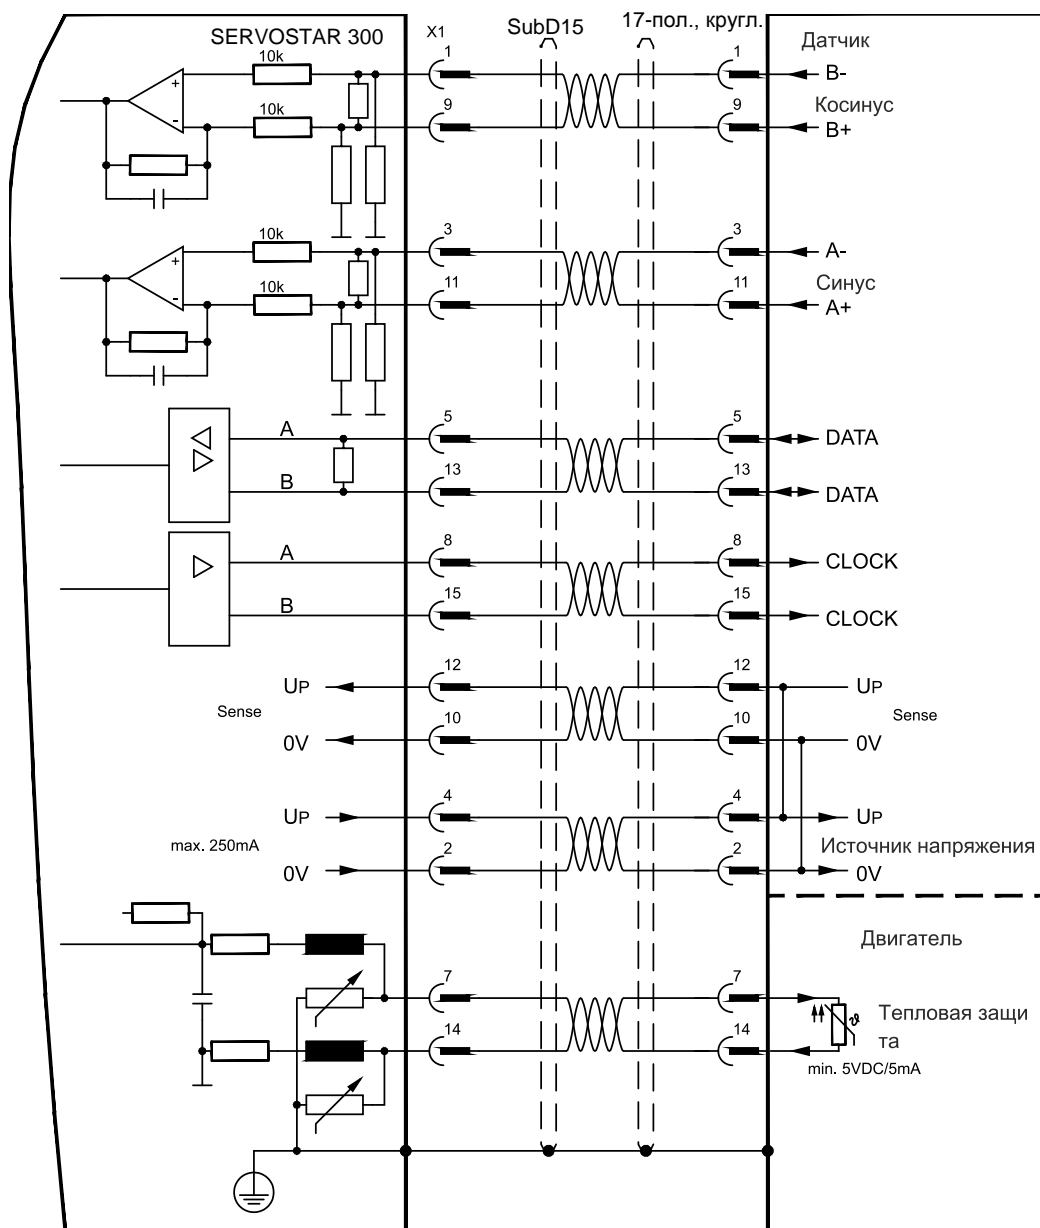 SERVOSTAR 300
X1
SubD15
17-пол., кругл.
Датчик
10k
+
1
1
B-
Косинус
10k
-
9
9
B+
10k
+
3
3
A-
Синус
10k
-
11
11
A+
A
5
5
DATA
B
13
13
DATA
A
8
8
CLOCK
B
15
15
CLOCK
UP
12
12
UP
Sense
Sense
0V
10
10
0V
UP
4
4
UP
max. 250mA
Источник напряжения
0V
2
2
0V
Двигатель
7
7
Тепловая защи
та
ϑ
14
14
min. 5VDC/5mA